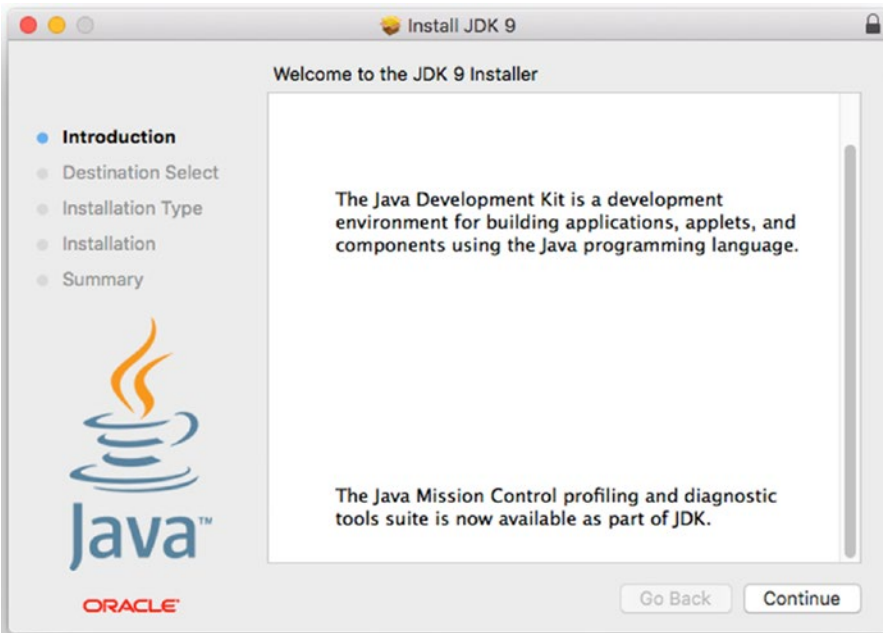 Install JDK 9
Welcome to the JDK 9 Installer
Introduction
Destination Select
Installation Type
Installation
Summary
The Java Development Kit is a development
environment for building applications, applets, and
components using the Java programming language.
The Java Mission Control profiling and diagnostic
tools suite is now available as part of JDK.
Java™
ORACLE®
Go Back
Continue